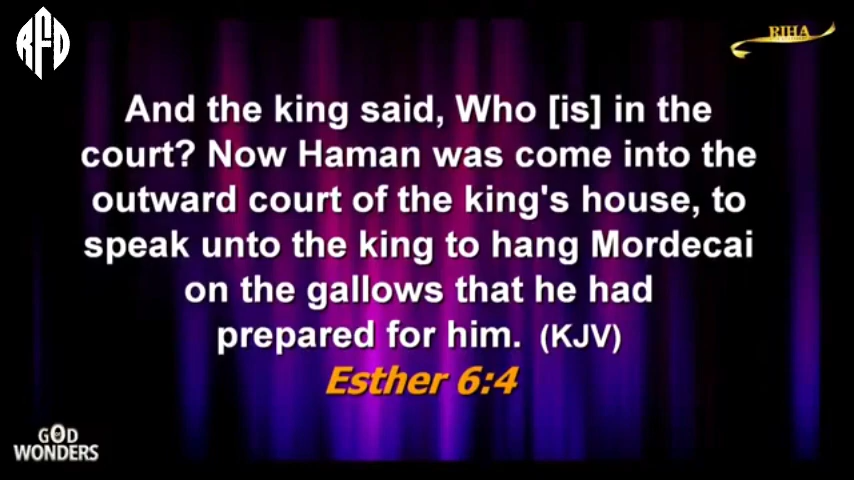 RFD
RIHA
And the king said, Who [is] in the
court? Now Haman was come into the
outward court of the king's house, to
speak unto the king to hang Mordecai
on the gallows that he had
prepared for him. (KJV)
Esther 6:4
GOD
WONDERS